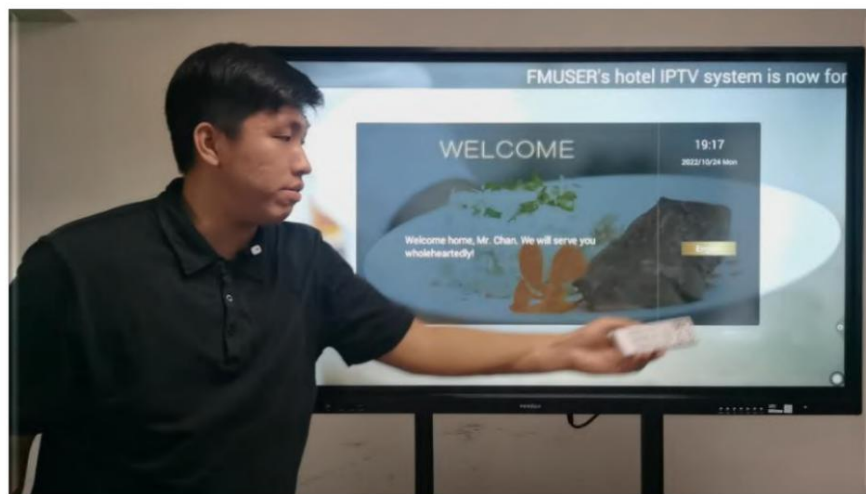 FMUSER's hotel IPTV system is now for
WELCOME
19:17
2022/10/24 Mon
Welcome home, Mr. Chan. We will serve you
wholeheartedly!